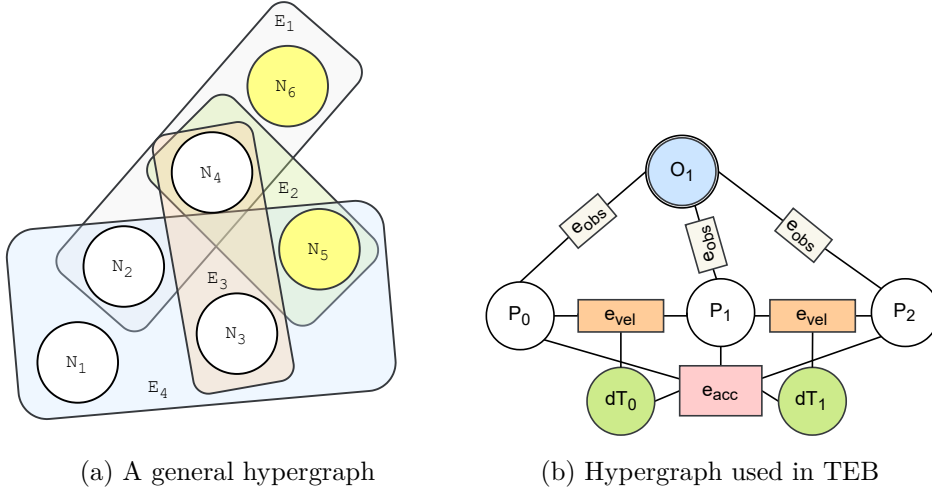 E1
N6
N4
E2
N5
N2
E3
N3
N1
E4
(a) A general hypergraph
O1
eobs
eobs
eobs
P0
evel
P1
evel
P2
dT0
eacc
dT1
(b) Hypergraph used in TEB